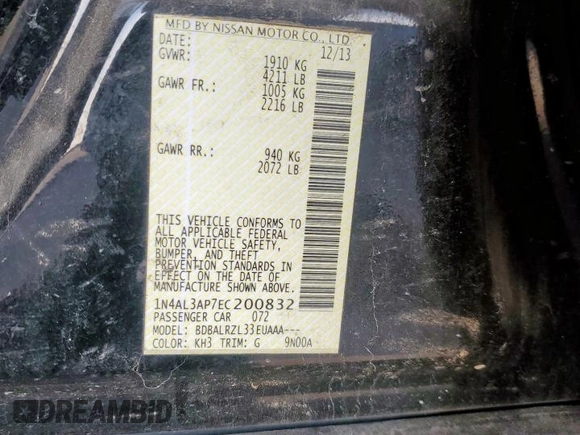 MFD BY NISSAN MOTOR CO., LTD.
DATE: 12/13
GVWR: 1910 KG
4211 LB
GAWR FR.: 1005 KG
2216 LB
GAWR RR.: 940 KG
2072 LB
THIS VEHICLE CONFORMS TO
ALL APPLICABLE FEDERAL
MOTOR VEHICLE SAFETY,
BUMPER, AND THEFT
PREVENTION STANDARDS IN
EFFECT ON THE DATE OF
MANUFACTURE SHOWN ABOVE.
1N4AL3AP7EC200832
PASSENGER CAR 072
MODEL: BDBALRZL33EUAAA---
COLOR: KH3 TRIM: G 9N00A
DREAMBID